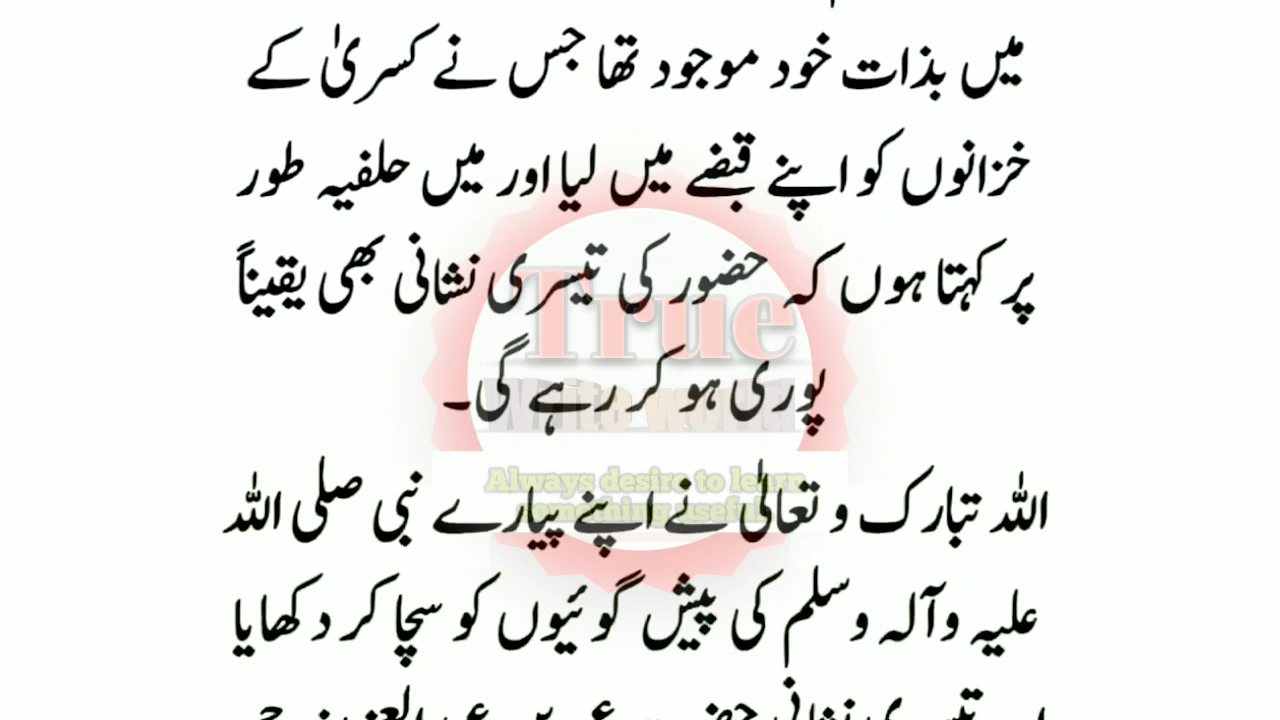 میں بذات خود موجود تھا جس نے کسریٰ کے
خزانوں کو اپنے قبضے میں لیا اور میں حلفیہ طور
پر کہتا ہوں کہ حضور کی تیسری نشانی بھی یقیناً
پوری ہو کر رہے گی۔
اللہ تبارک و تعالیٰ نے اپنے پیارے نبی صلی اللہ
علیہ وآلہ وسلم کی پیش گوئیوں کو سچا کر دکھایا
True
Write world
Always desire to learn
something useful